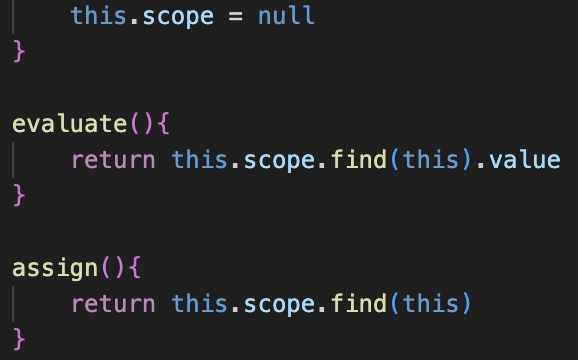 this.scope = null
}
evaluate(){
return this.scope.find(this).value
}
assign(){
return this.scope.find(this)
}